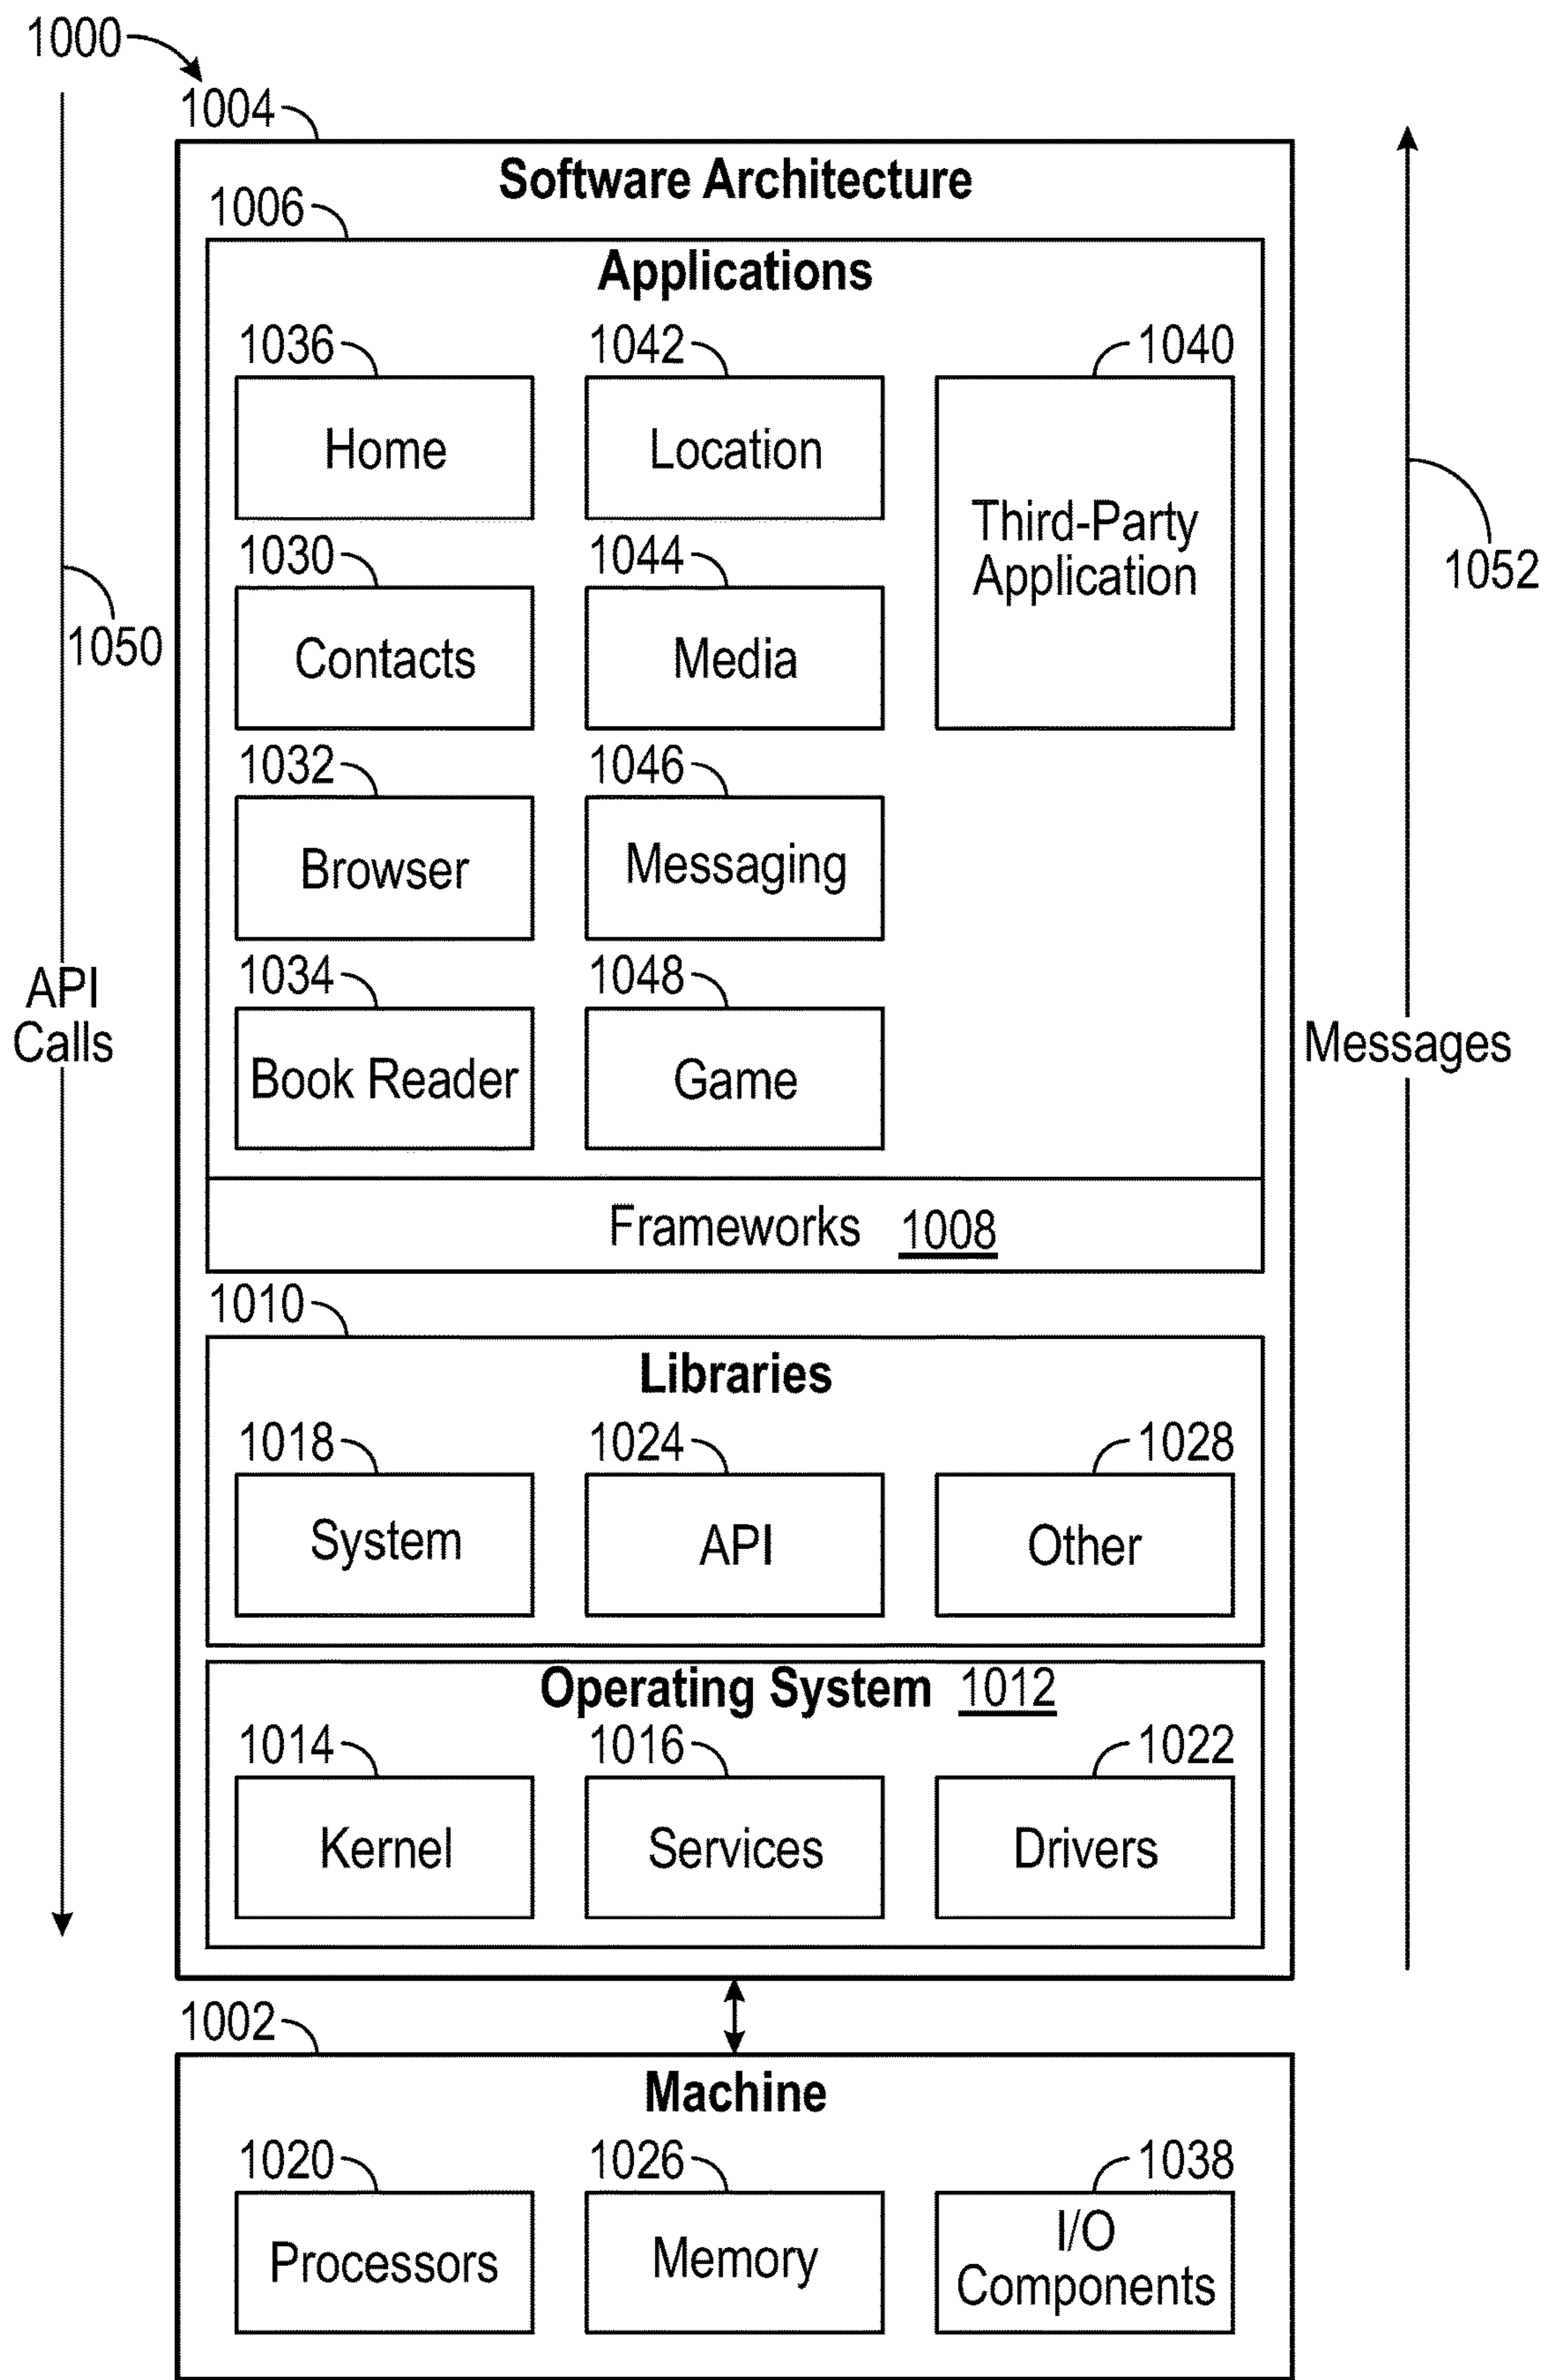 1000
1004
Software Architecture
1006
Applications
1036
1042
1040
Home
Location
Third-Party
Application
1052
1030
1044
1050
Contacts
Media
1032
1046
Browser
Messaging
1034
1048
API
Calls
Messages
Book Reader
Game
Frameworks 1008
1010
Libraries
1018
1024
1028
System
API
Other
Operating System 1012
1014
1016
1022
Kernel
Services
Drivers
1002
Machine
1020
1026
1038
Processors
Memory
I/O
Components